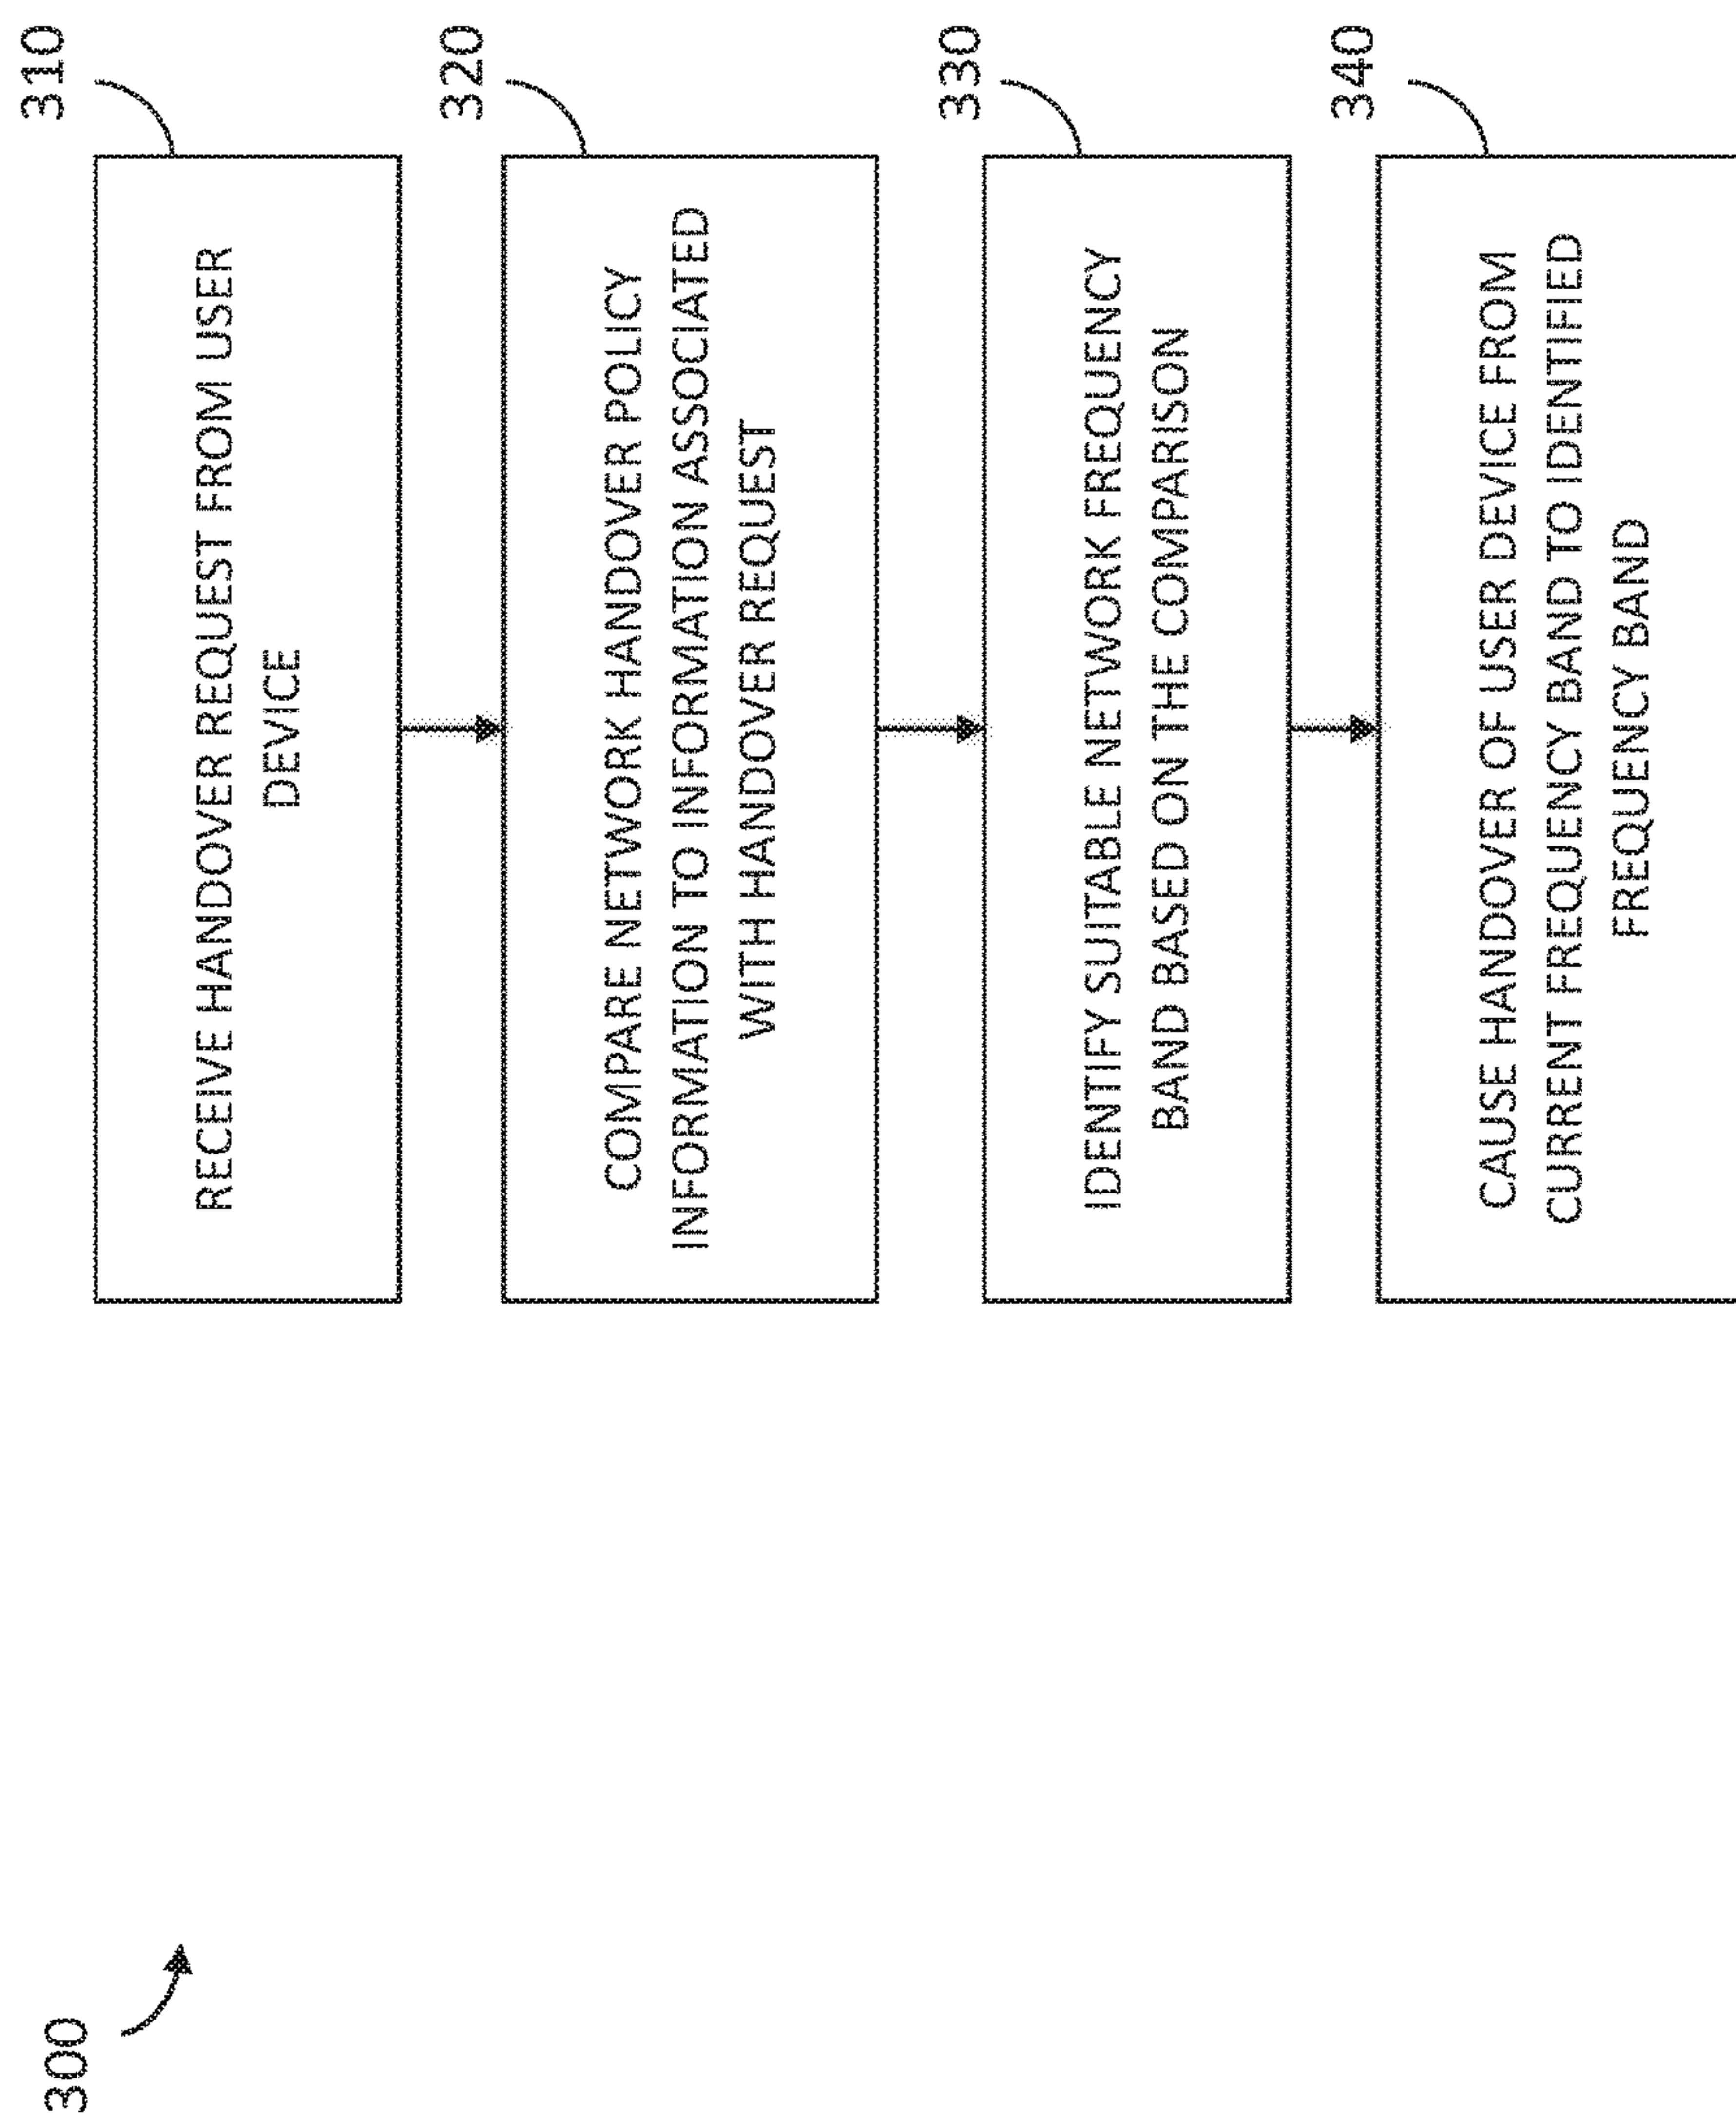 300
310
RECEIVE HANDOVER REQUEST FROM USER
DEVICE
320
COMPARE NETWORK HANDOVER POLICY
INFORMATION TO INFORMATION ASSOCIATED
WITH HANDOVER REQUEST
330
IDENTIFY SUITABLE NETWORK FREQUENCY
BAND BASED ON THE COMPARISON
340
CAUSE HANDOVER OF USER DEVICE FROM
CURRENT FREQUENCY BAND TO IDENTIFIED
FREQUENCY BAND